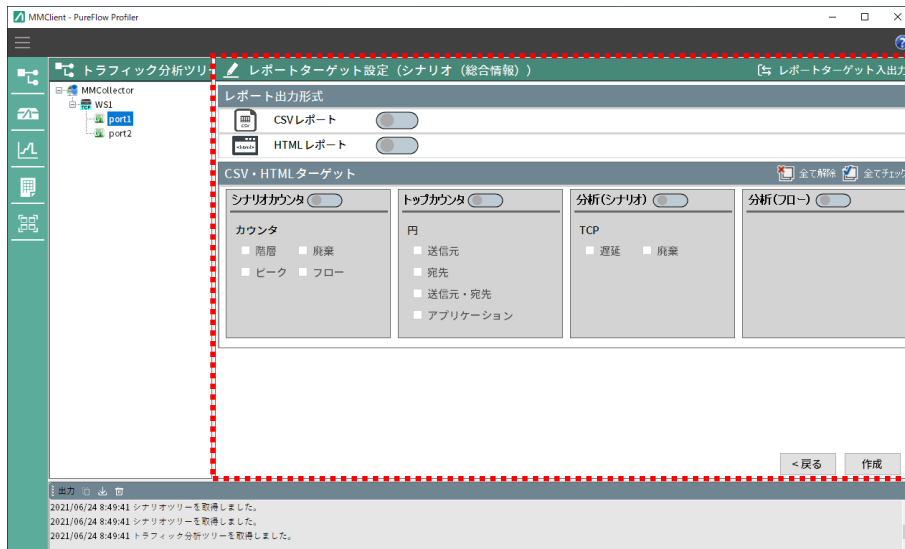 MMClient - PureFlow Profiler
トラフィック分析ツリ
MMCollector
WS1
port1
port2
レポートターゲット設定（シナリオ（総合情報））
レポートターゲット入出力
レポート出力形式
CSVレポート
HTMLレポート
CSV・HTMLターゲット
全て解除 全てチェック
シナリオカウンタ トップカウンタ 分析(シナリオ) 分析(フロー)
カウンタ 円 TCP
階層 廃棄 送信元 遅延 廃棄
ピーク フロー 宛先
送信元・宛先
アプリケーション
<戻る 作成
出力
2021/06/24 8:49:41 シナリオツリーを取得しました。
2021/06/24 8:49:41 シナリオツリーを取得しました。
2021/06/24 8:49:41 トラフィック分析ツリーを取得しました。